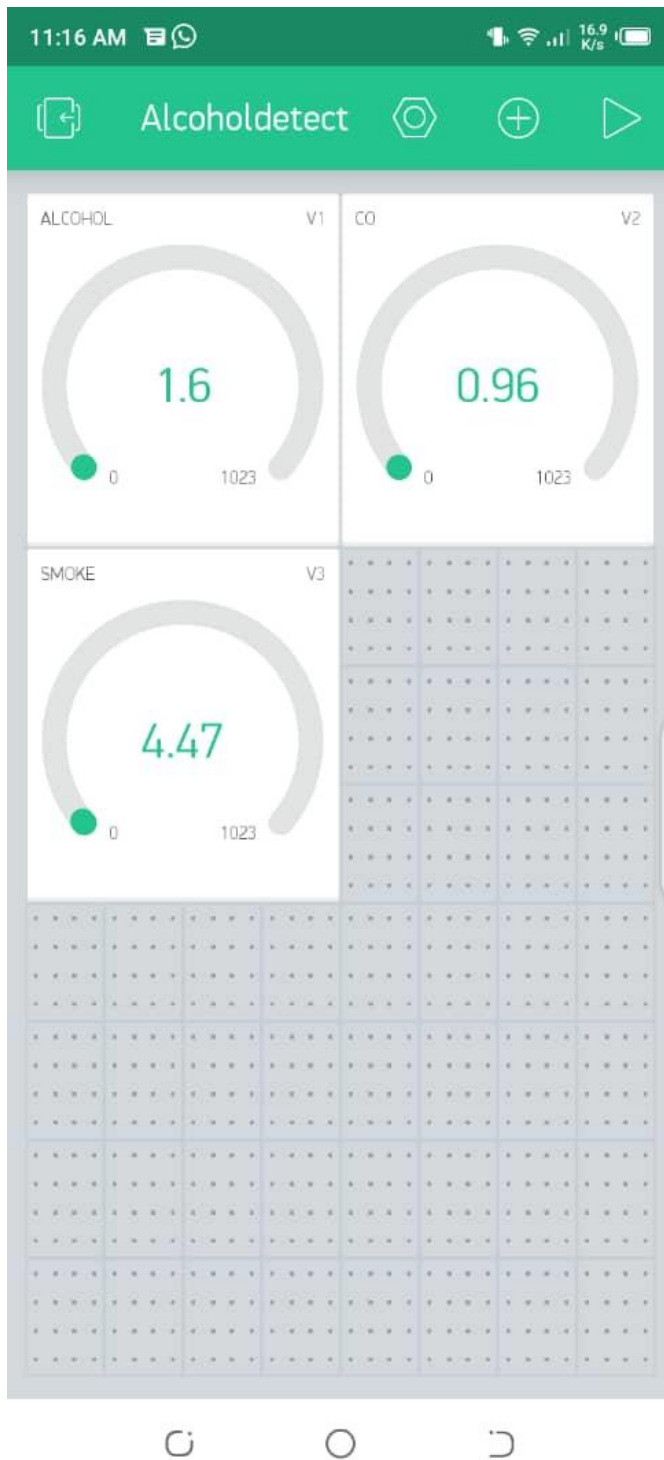 11:16 AM 16.9 K/s
Alcoholdetect
ALCOHOL V1
1.6
0 1023
CO V2
0.96
0 1023
SMOKE V3
4.47
0 1023